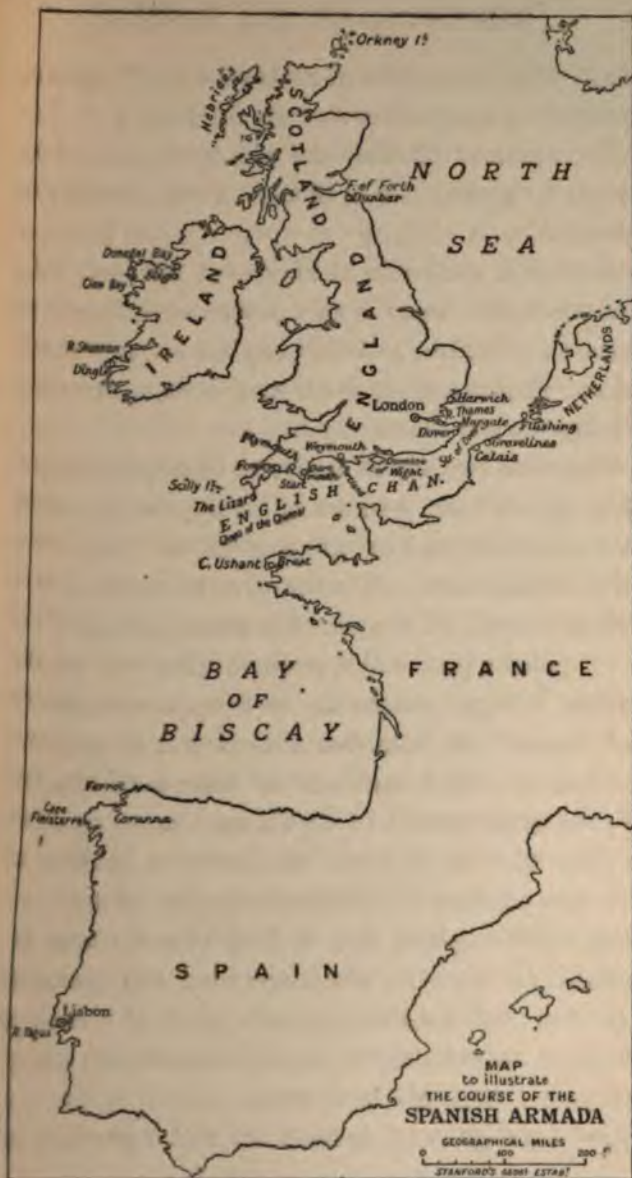 Orkney Is.
Hebrides
SCOTLAND
NORTH
SEA
F. of Forth
Dunbar
Donegal Bay
Sligo
Clew Bay
IRELAND
R. Shannon
Dingle
ENGLAND
NETHERLANDS
London
Harwich
Thames
Margate
Dover
Flushing
Gravelines
Calais
Plymouth
Weymouth
Dunnose
I. of Wight
Portland
Start
Scilly Is.
The Lizard
ENGLISH CHAN.
C. Ushant
Brest
BAY
OF
BISCAY
FRANCE
Ferrol
Cape
Finisterre
Corunna
SPAIN
Lisbon
R. Tagus
MAP
to illustrate
THE COURSE OF THE
SPANISH ARMADA
GEOGRAPHICAL MILES
0 100 200
STANFORD'S GEOGL ESTABT